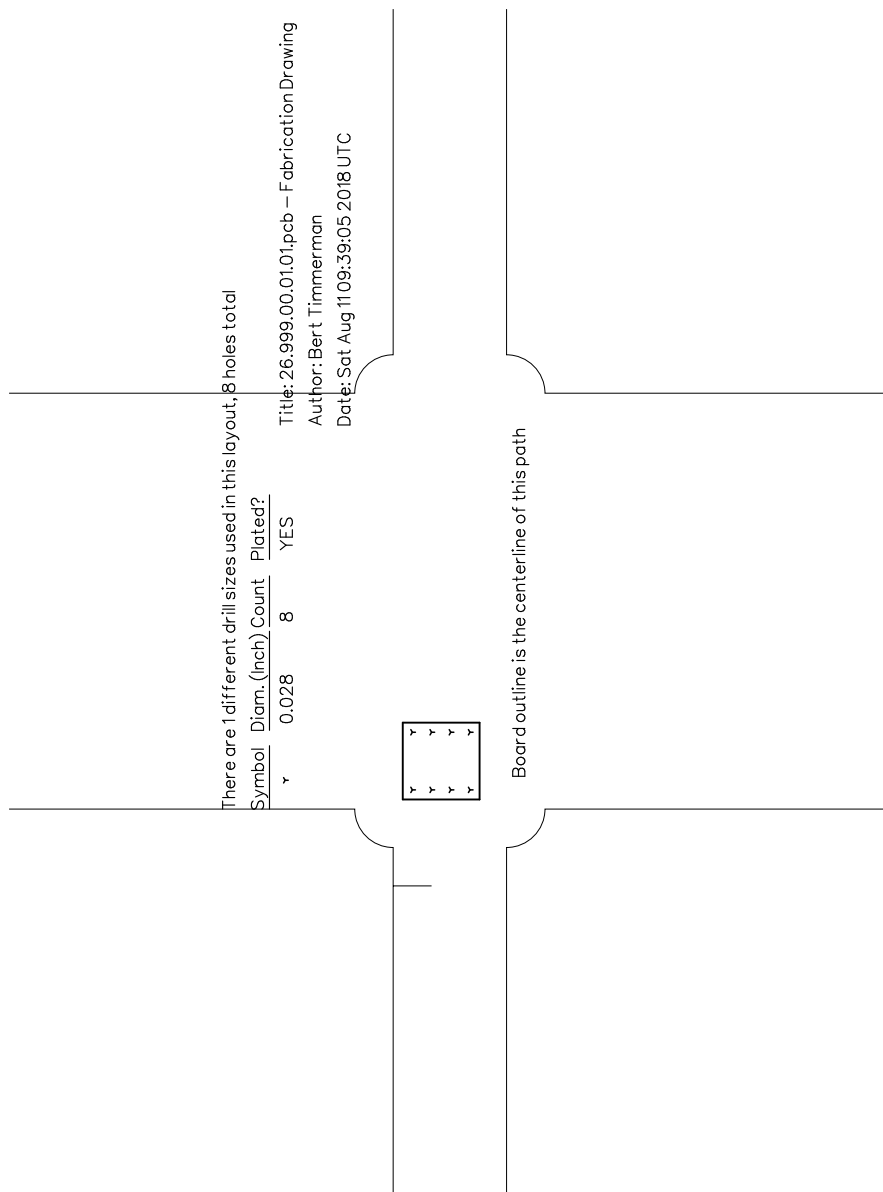 There are 1 different drill sizes used in this layout, 8 holes total
Symbol Diam. (Inch) Count Plated?
0.028 8 YES
Title: 26.999.00.01.01.pcb — Fabrication Drawing
Author: Bert Timmerman
Date: Sat Aug 11 09:39:05 2018 UTC
Board outline is the centerline of this path